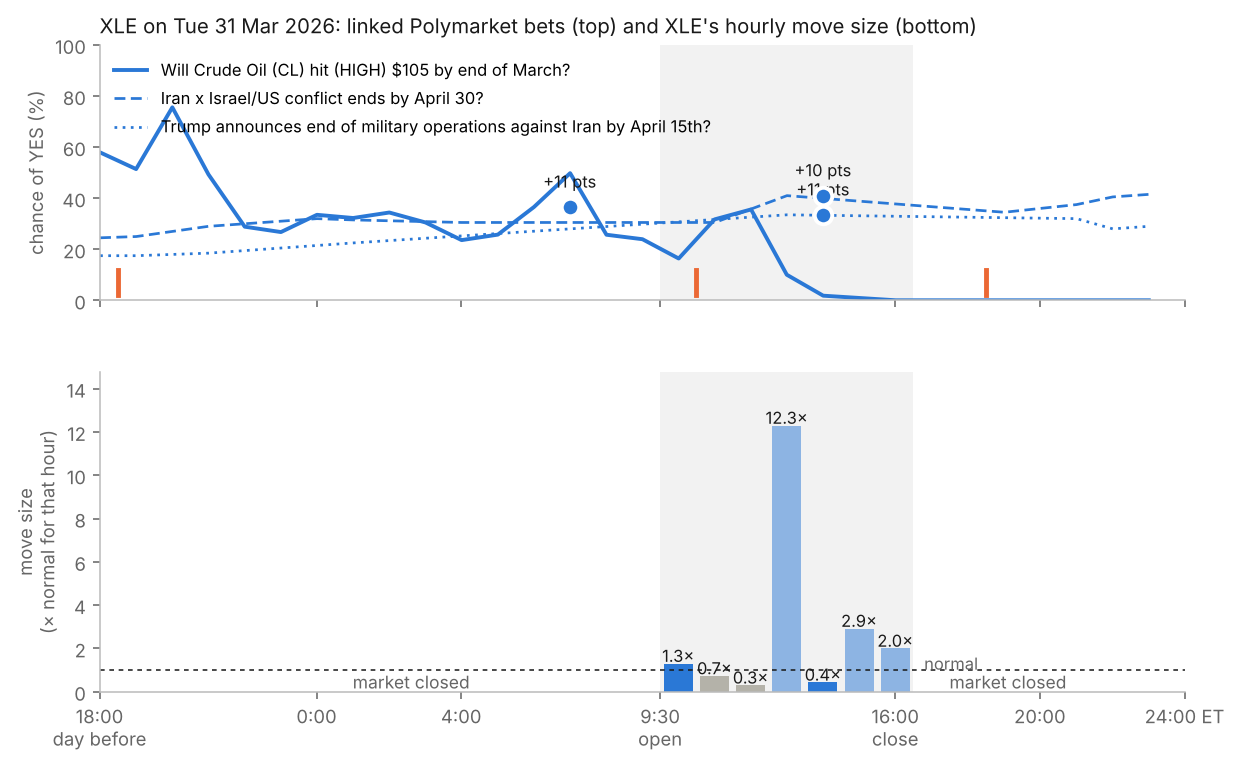 XLE on Tue 31 Mar 2026: linked Polymarket bets (top) and XLE's hourly move size (bottom)
100
80
60
40
20
0
chance of YES (%)
Will Crude Oil (CL) hit (HIGH) $105 by end of March?
Iran x Israel/US conflict ends by April 30?
Trump announces end of military operations against Iran by April 15th?
+11 pts
+10 pts
+11 pts
14
12
10
8
6
4
2
0
move size
(× normal for that hour)
12.3×
2.9×
2.0×
1.3×
0.7×
0.3×
0.4×
normal
market closed
market closed
18:00
day before
0:00
4:00
9:30
open
16:00
close
20:00
24:00 ET